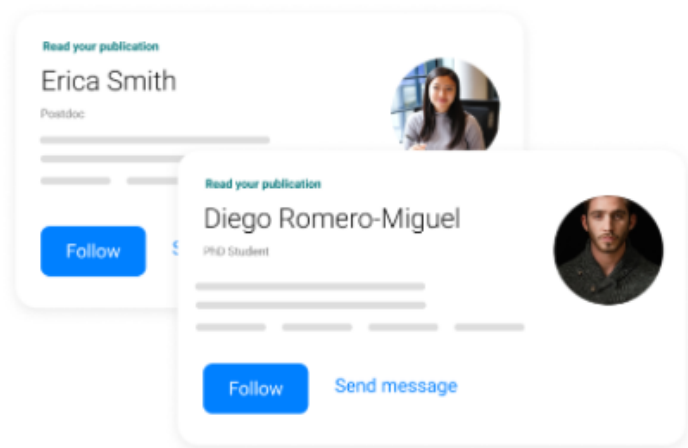 Read your publication
Erica Smith
Postdoc
Follow
S
Read your publication
Diego Romero-Miguel
PhD Student
Follow
Send message